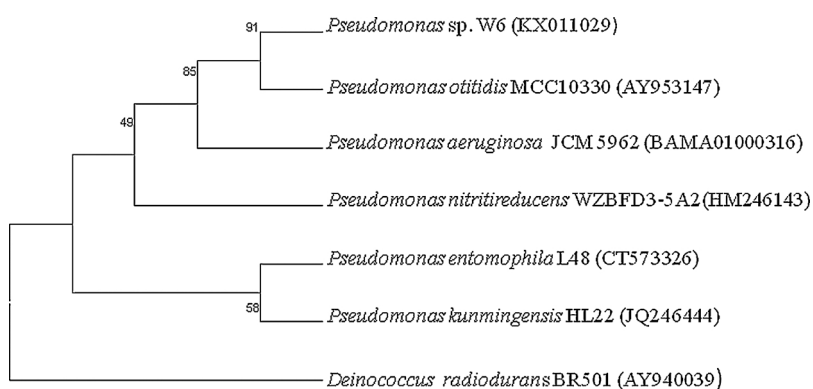 91
Pseudomonas sp. W6 (KX011029)
85
Pseudomonas otitidis MCC10330 (AY953147)
49
Pseudomonas aeruginosa JCM 5962 (BAMA01000316)
Pseudomonas nitritireducens WZBFD3-5A2(HM246143)
Pseudomonas entomophila L48 (CT573326)
58
Pseudomonas kunmingensis HL22 (JQ246444)
Deinococcus radiodurans BR501 (AY940039)